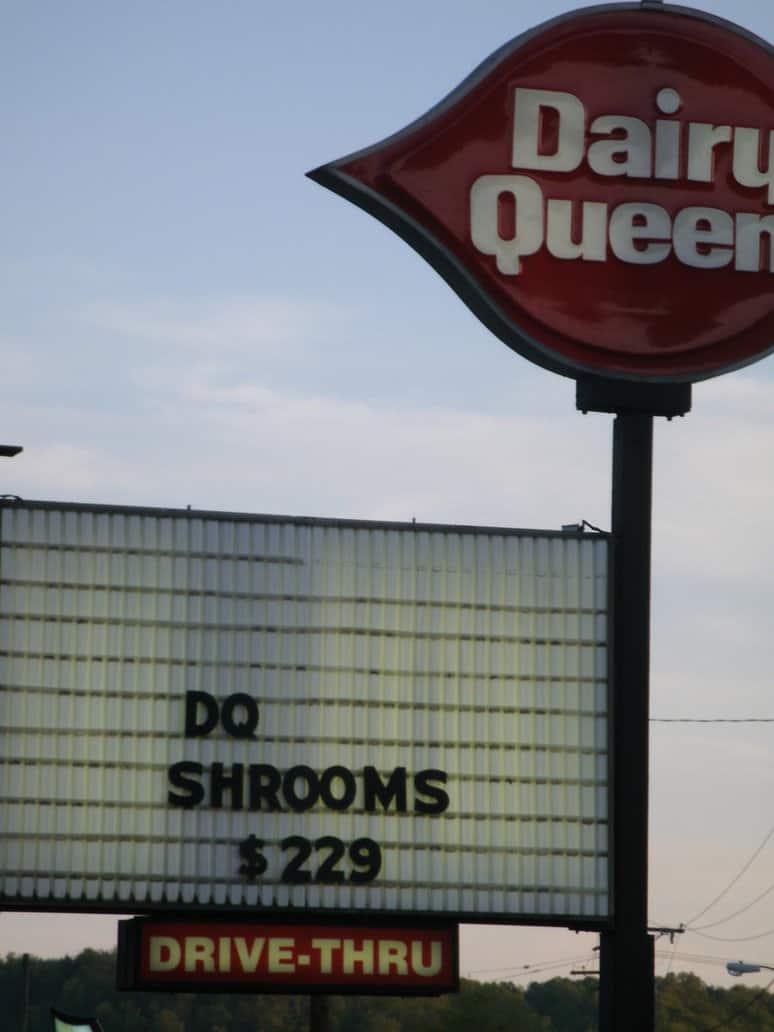 Dairy
Queen
DQ
SHROOMS
$229
DRIVE-THRU